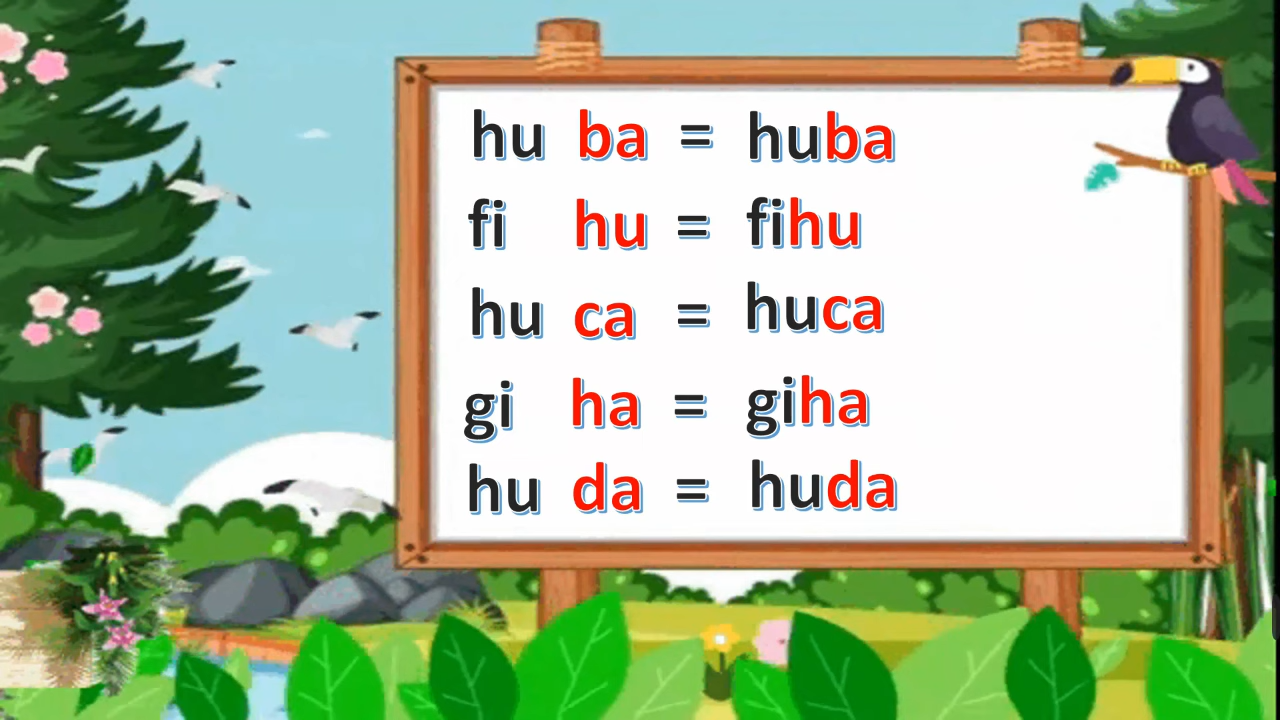 hu ba = huba
fi hu = fihu
hu ca = huca
gi ha = giha
hu da = huda